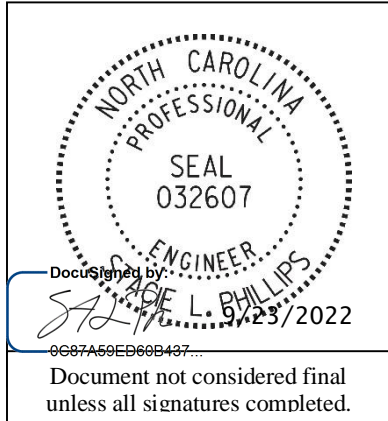 NORTH CAROLINA
PROFESSIONAL
SEAL
032607
ENGINEER
STACIE L. PHILLIPS
DocuSigned by:
9/23/2022
0C87A59ED60B437...
Document not considered final
unless all signatures completed.